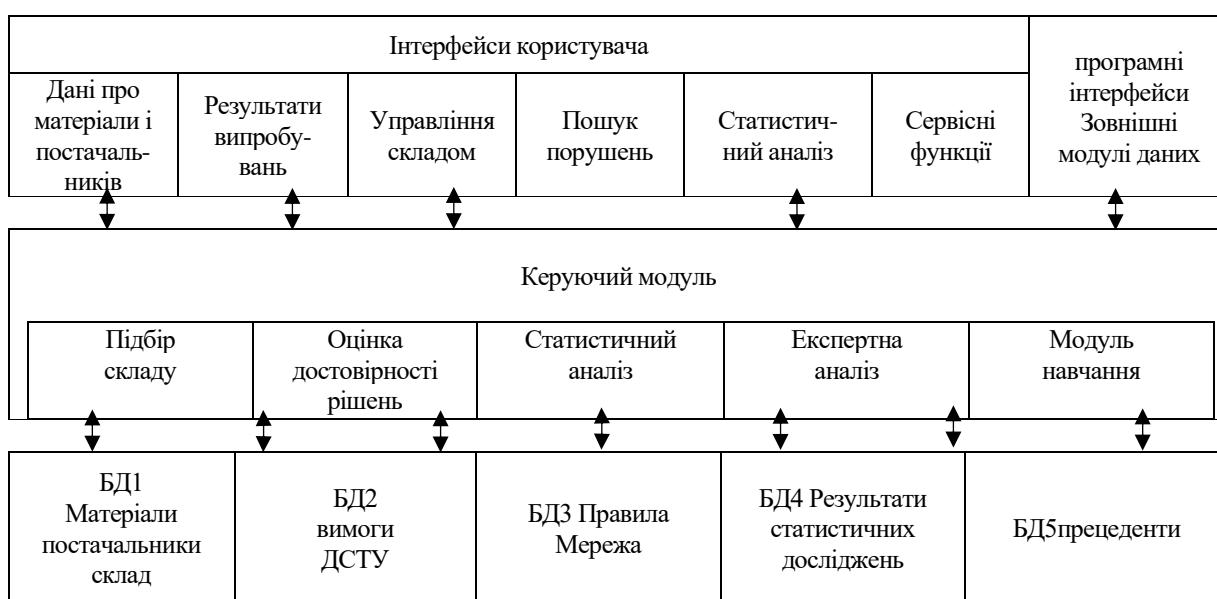 Інтерфейси користувача
Дані про
матеріали і
постачаль-
ників
Результати
випробу-
вань
Управління
складом
Пошук
порушень
Статистич-
ний аналіз
Сервісні
функції
програмні
інтерфейси
Зовнішні
модулі даних
Керуючий модуль
Підбір
складу
Оцінка
достовірності
рішень
Статистичний
аналіз
Експертна
аналіз
Модуль
навчання
БД1
Матеріали
постачальники
склад
БД2
вимоги
ДСТУ
БД3 Правила
Мережа
БД4 Результати
статистичних
досліджень
БД5прецеденти